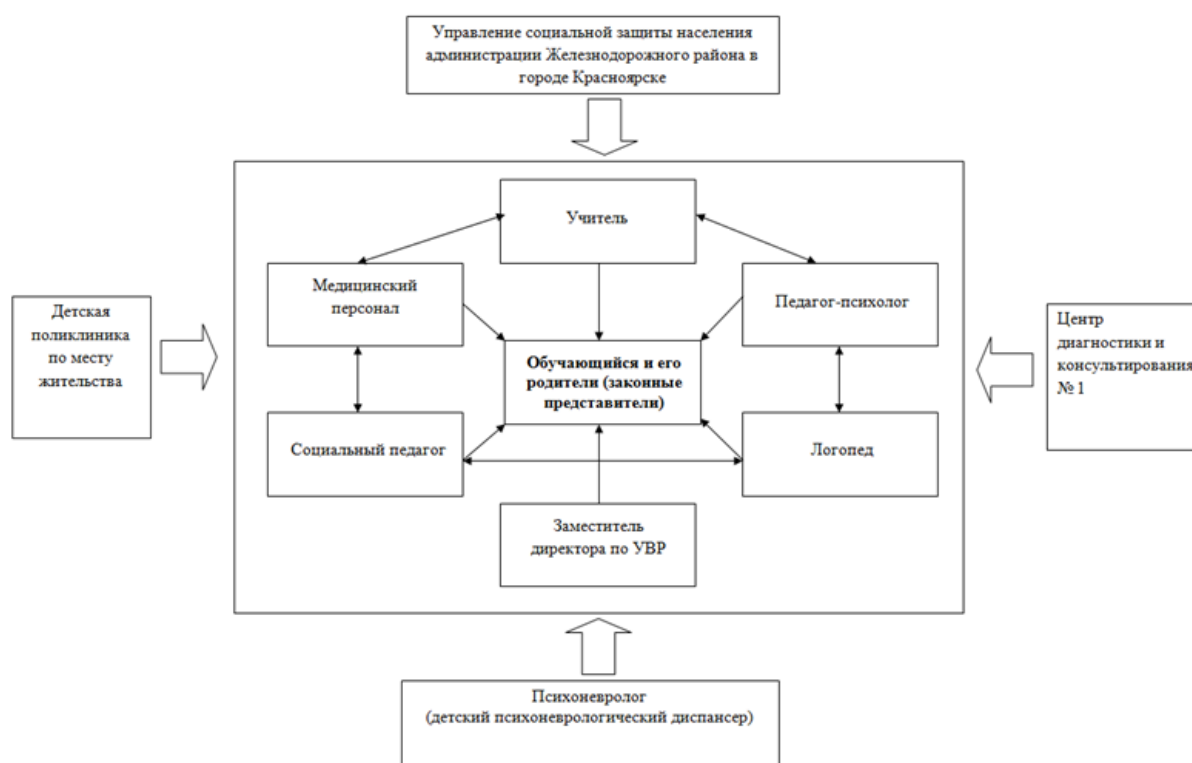 Управление социальной защиты населения
администрации Железнодорожного района в
городе Красноярске
Учитель
Медицинский
персонал
Педагог-психолог
Детская
поликлиника
по месту
жительства
Центр
диагностики и
консультирования
№ 1
Обучающийся и его
родители (законные
представители)
Социальный педагог
Логопед
Заместитель
директора по УВР
Психоневролог
(детский психоневрологический диспансер)